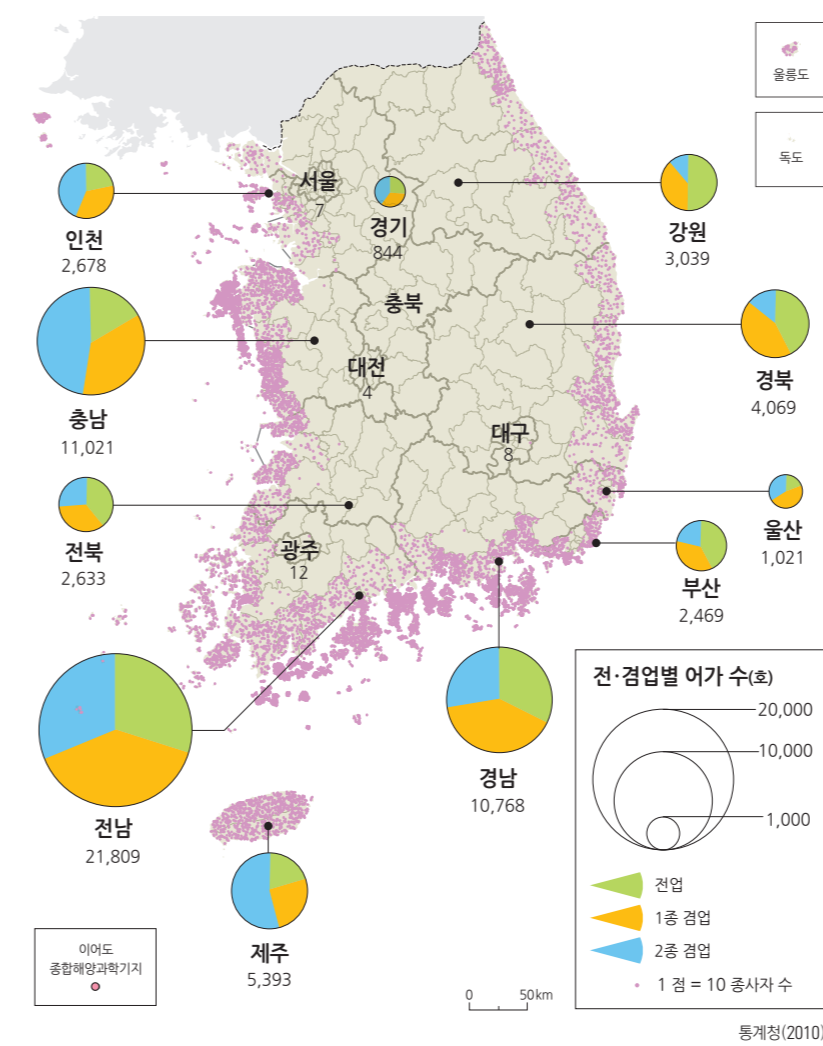 울릉도
독도
서울
7
경기
844
인천
2,678
강원
3,039
충북
충남
11,021
대전
4
경북
4,069
대구
8
전북
2,633
광주
12
울산
1,021
부산
2,469
전남
21,809
경남
10,768
제주
5,393
이어도
종합해양과학기지
전·겸업별 어가 수(호)
20,000
10,000
1,000
전업
1종 겸업
2종 겸업
1 점 = 10 종사자 수
0 50km
통계청(2010)